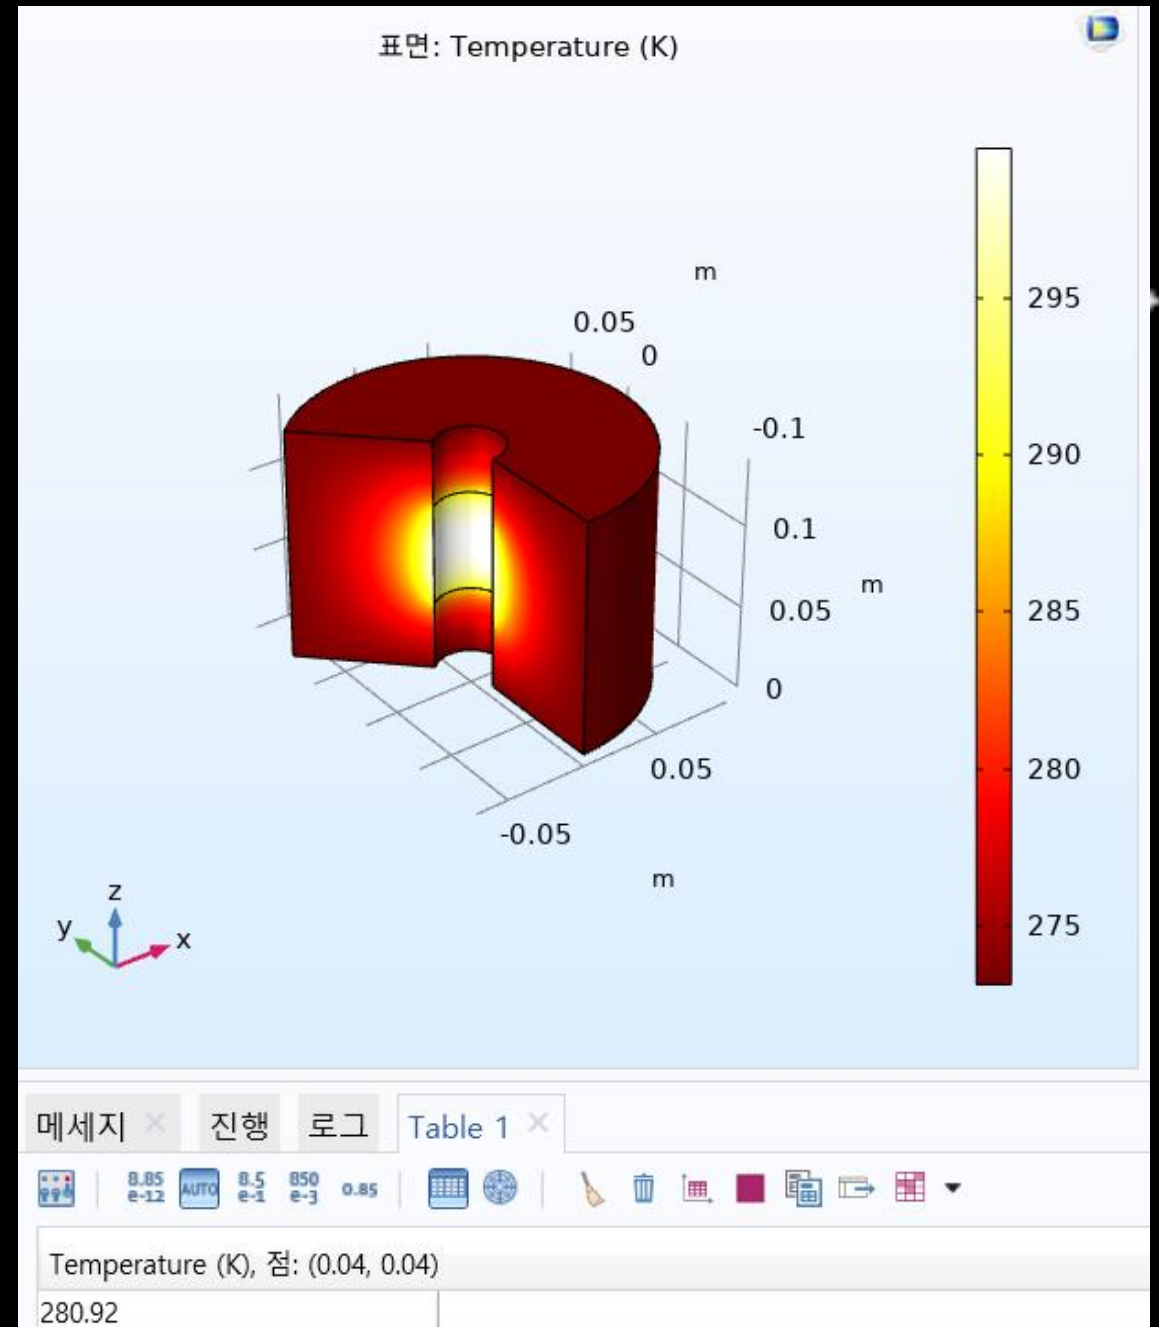 표면: Temperature (K)
m
0.05
0
-0.1
0.1
m
0.05
0
0.05
-0.05
m
295
290
285
280
275
z
y
x
메세지
진행
로그
Table 1
8.85
e-12
AUTO
8.5
e-1
850
e-3
0.85
Temperature (K), 점: (0.04, 0.04)
280.92